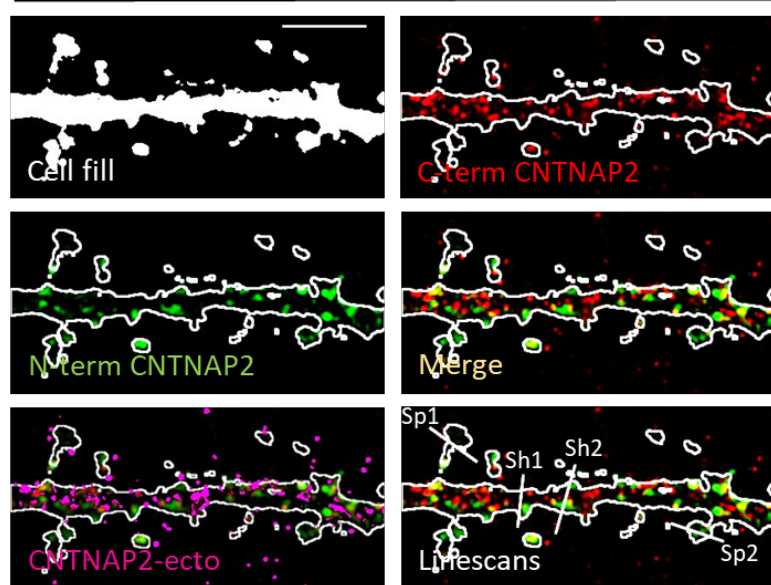 Cell fill
C-term CNTNAP2
N-term CNTNAP2
Merge
CNTNAP2-ecto
Sp1
Sh1
Sh2
Sp2
Linescans